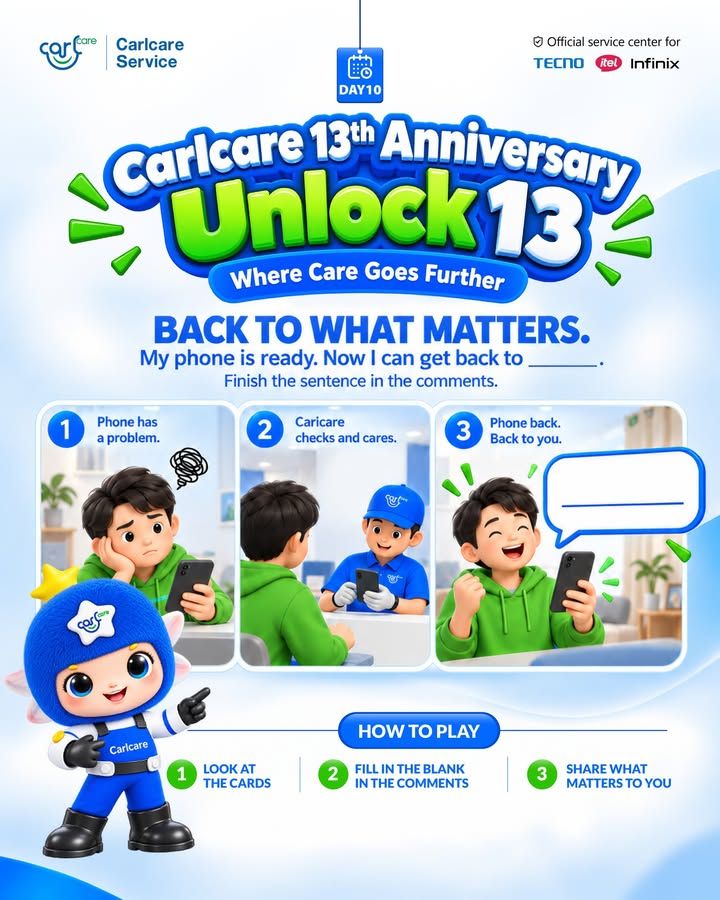 carlcare
Carlcare
Service
Official service center for
TECNO itel Infinix
DAY10
Carlcare 13th Anniversary
Unlock 13
Where Care Goes Further
BACK TO WHAT MATTERS.
My phone is ready. Now I can get back to ______.
Finish the sentence in the comments.
1
Phone has
a problem.
2
Caricare
checks and cares.
3
Phone back.
Back to you.
carlcare
Carlcare
HOW TO PLAY
1
LOOK AT
THE CARDS
2
FILL IN THE BLANK
IN THE COMMENTS
3
SHARE WHAT
MATTERS TO YOU